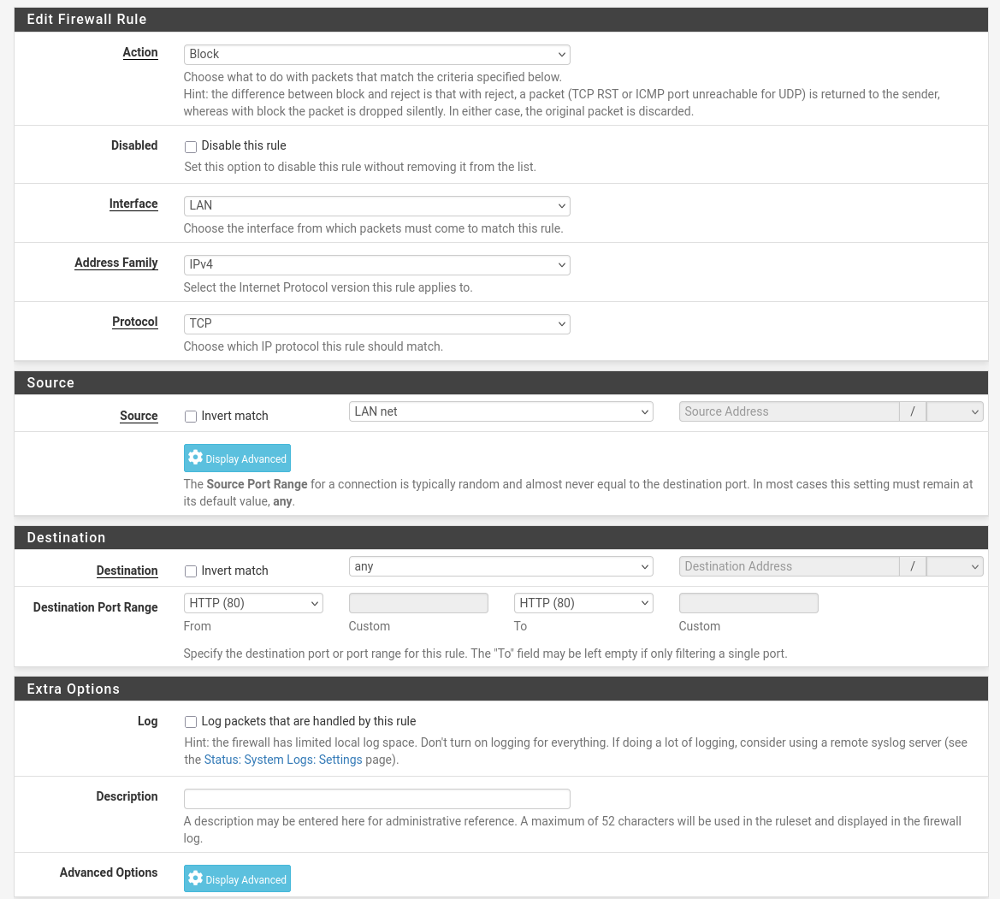 Edit Firewall Rule
Action
Block
Choose what to do with packets that match the criteria specified below.
Hint: the difference between block and reject is that with reject, a packet (TCP RST or ICMP port unreachable for UDP) is returned to the sender,
whereas with block the packet is dropped silently. In either case, the original packet is discarded.
Disabled
Disable this rule
Set this option to disable this rule without removing it from the list.
Interface
LAN
Choose the interface from which packets must come to match this rule.
Address Family
IPv4
Select the Internet Protocol version this rule applies to.
Protocol
TCP
Choose which IP protocol this rule should match.
Source
Source
Invert match
LAN net
Source Address
/
Display Advanced
The Source Port Range for a connection is typically random and almost never equal to the destination port. In most cases this setting must remain at
its default value, any.
Destination
Destination
Invert match
any
Destination Address
/
Destination Port Range
HTTP (80)
HTTP (80)
From
Custom
To
Custom
Specify the destination port or port range for this rule. The "To" field may be left empty if only filtering a single port.
Extra Options
Log
Log packets that are handled by this rule
Hint: the firewall has limited local log space. Don't turn on logging for everything. If doing a lot of logging, consider using a remote syslog server (see
the Status: System Logs: Settings page).
Description
A description may be entered here for administrative reference. A maximum of 52 characters will be used in the ruleset and displayed in the firewall
log.
Advanced Options
Display Advanced